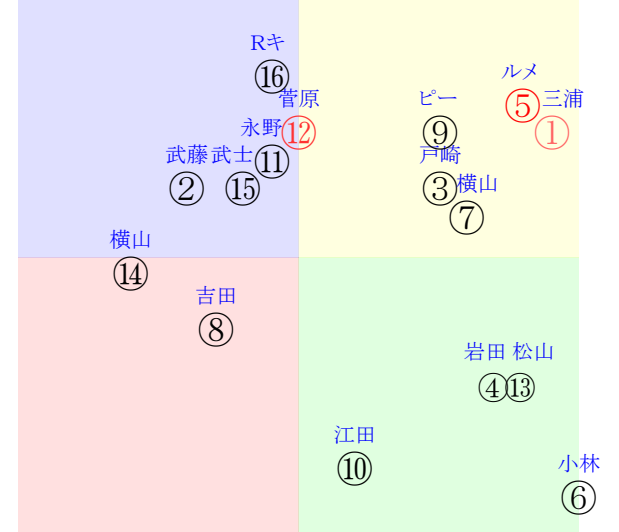 Rキ
⑯
ルメ
⑤
菅原
⑫
ピー
⑨
三浦
①
永野
⑪
武藤
②
武士
⑮
戸崎
③
横山
⑦
横山
⑭
吉田
⑧
岩田
④
松山
⑬
江田
⑩
小林
⑥